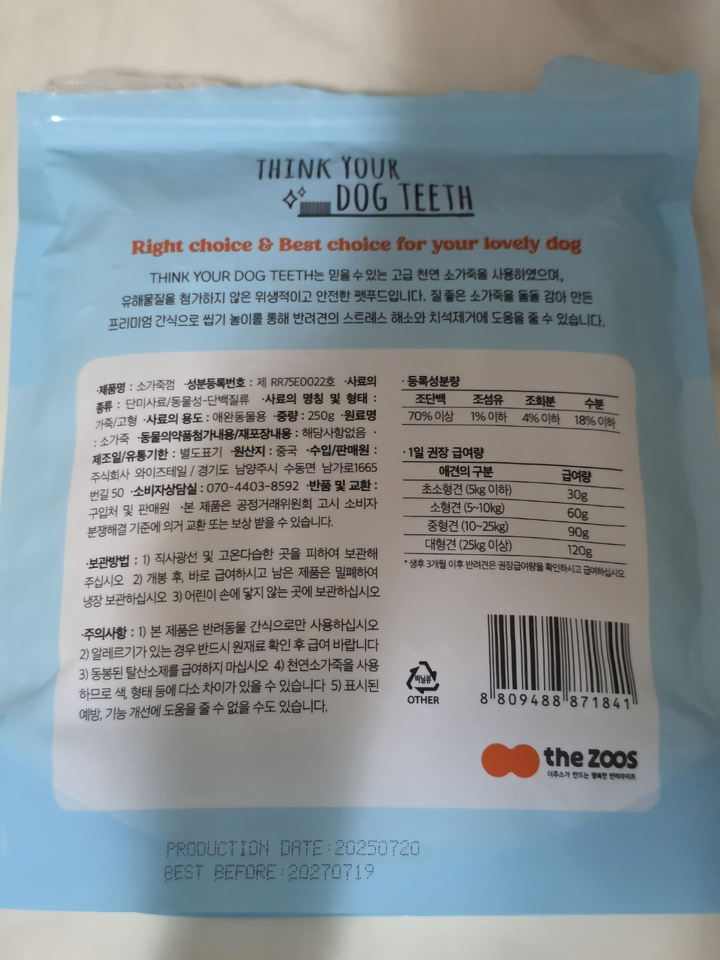 THINK YOUR
DOG TEETH
Right choice & Best choice for your lovely dog
THINK YOUR DOG TEETH는 믿을 수 있는 고급 천연 소가죽을 사용하였으며,
유해물질을 첨가하지 않은 위생적이고 안전한 펫푸드입니다. 질 좋은 소가죽을 돌돌 감아 만든
프리미엄 간식으로 씹기 놀이를 통해 반려견의 스트레스 해소와 치석제거에 도움을 줄 수 있습니다.
·제품명 : 소가죽껌 ·성분등록번호 : 제 RR75E0022호 ·사료의
종류 : 단미사료/동물성-단백질류 ·사료의 명칭 및 형태 :
가죽/고형 ·사료의 용도 : 애완동물용 ·중량 : 250g ·원료명
: 소가죽 ·동물의약품첨가내용/재포장내용 : 해당사항없음 ·
제조일/유통기한 : 별도표기 ·원산지 : 중국 ·수입/판매원 :
주식회사 와이즈테일 / 경기도 남양주시 수동면 남가로1665
번길 50 ·소비자상담실 : 070-4403-8592 ·반품 및 교환 :
구입처 및 판매원 ·본 제품은 공정거래위원회 고시 소비자
분쟁해결 기준에 의거 교환 또는 보상 받을 수 있습니다.
·보관방법 : 1) 직사광선 및 고온다습한 곳을 피하여 보관해
주십시오 2) 개봉 후, 바로 급여하시고 남은 제품은 밀폐하여
냉장 보관하십시오 3) 어린이 손에 닿지 않는 곳에 보관하십시오
·주의사항 : 1) 본 제품은 반려동물 간식으로만 사용하십시오
2) 알레르기가 있는 경우 반드시 원재료 확인 후 급여 바랍니다
3) 동봉된 탈산소제를 급여하지 마십시오 4) 천연소가죽을 사용
하므로 색, 형태 등에 다소 차이가 있을 수 있습니다 5) 표시된
예방, 기능 개선에 도움을 줄 수 없을 수도 있습니다.
· 등록성분량
조단백 조섬유 조회분 수분
70% 이상 1% 이하 4% 이하 18% 이하
· 1일 권장 급여량
애견의 구분 급여량
초소형견 (5kg 이하) 30g
소형견 (5~10kg) 60g
중형견 (10~25kg) 90g
대형견 (25kg 이상) 120g
* 생후 3개월 이후 반려견은 권장급여량을 확인하시고 급여하십시오
비닐류
OTHER
8 809488 871841
the zoos
더주스가 만드는 행복한 반려라이프
PRODUCTION DATE:20250720
BEST BEFORE:20270719